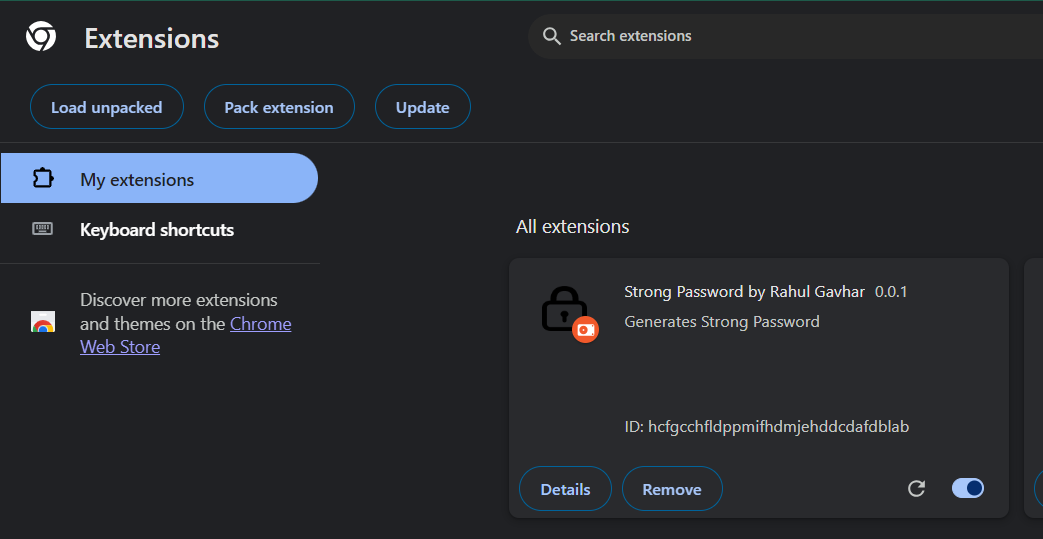 Extensions
Search extensions
Load unpacked
Pack extension
Update
My extensions
Keyboard shortcuts
Discover more extensions
and themes on the Chrome
Web Store
All extensions
Strong Password by Rahul Gavhar 0.0.1
Generates Strong Password
ID: hcfgcchfldppmifhdmjehddcdafdblab
Details
Remove